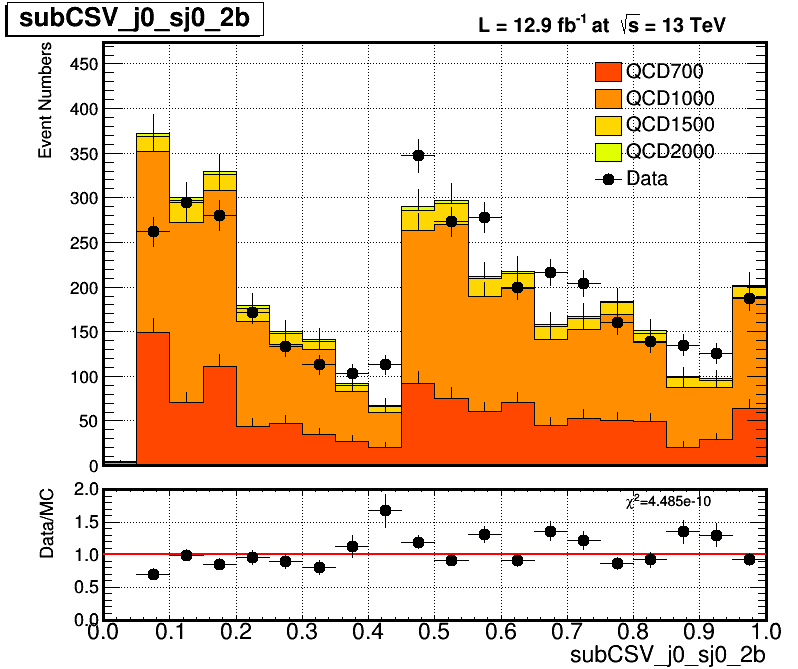 subCSV_j0_sj0_2b
L = 12.9 fb⁻¹ at √s = 13 TeV
Event Numbers
450
400
350
300
250
200
150
100
50
0
QCD700
QCD1000
QCD1500
QCD2000
Data
Data/MC
2.0
1.5
1.0
0.5
0.0
χ²=4.485e-10
0.0 0.1 0.2 0.3 0.4 0.5 0.6 0.7 0.8 0.9 1.0
subCSV_j0_sj0_2b